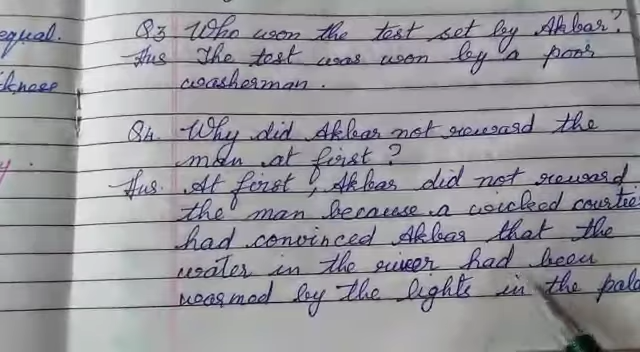 equal.
Q3 Who won the test set by Akbar?
Ans The test was won by a poor
washerman.
Q4. Why did Akbar not reward the
man at first?
Ans. At first, Akbar did not reward
the man because a wicked courtie
had convinced Akbar that the
water in the river had been
warmed by the lights in the pala